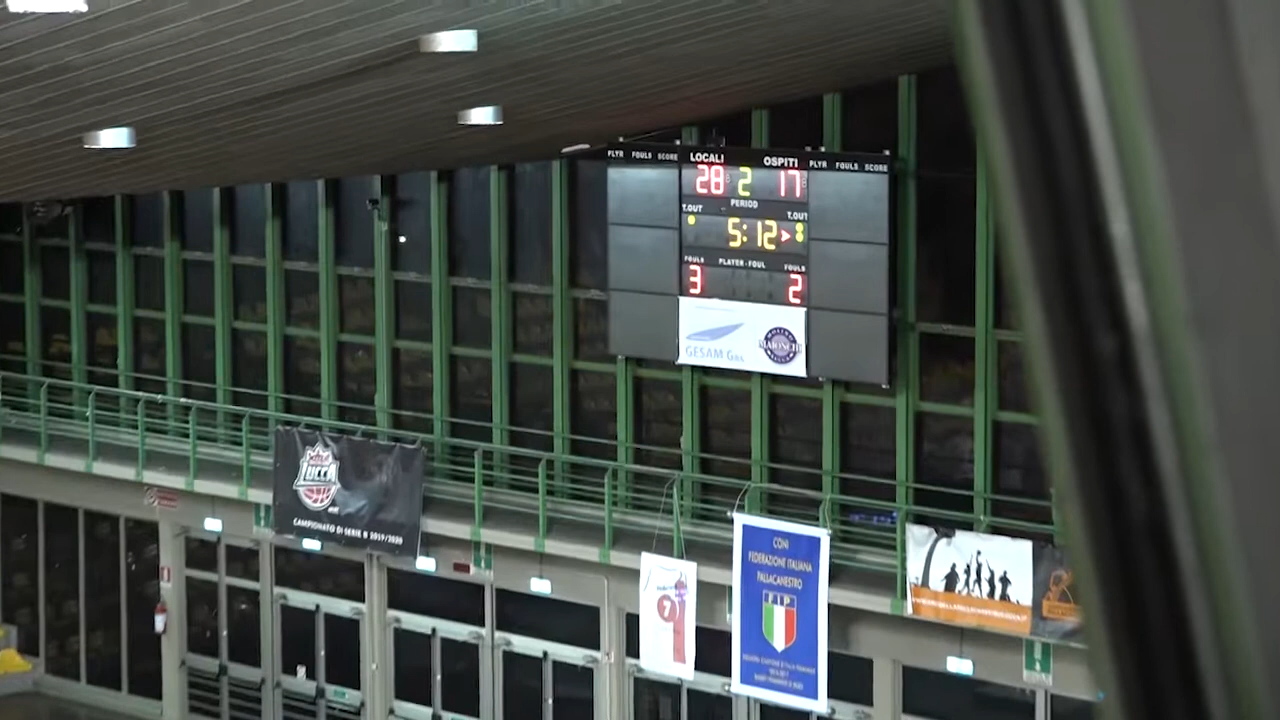 PLYR FOULS SCORE LOCALI OSPITI PLYR FOULS SCORE
28 2 17
PERIOD
T.OUT T.OUT
5:12
FOULS PLAYER-FOUL FOULS
3 2
GESAM GAS
LUCCA
CAMPIONATO DI SERIE B 2019/2020
7
CONI
FEDERAZIONE ITALIANA
PALLACANESTRO
FIP